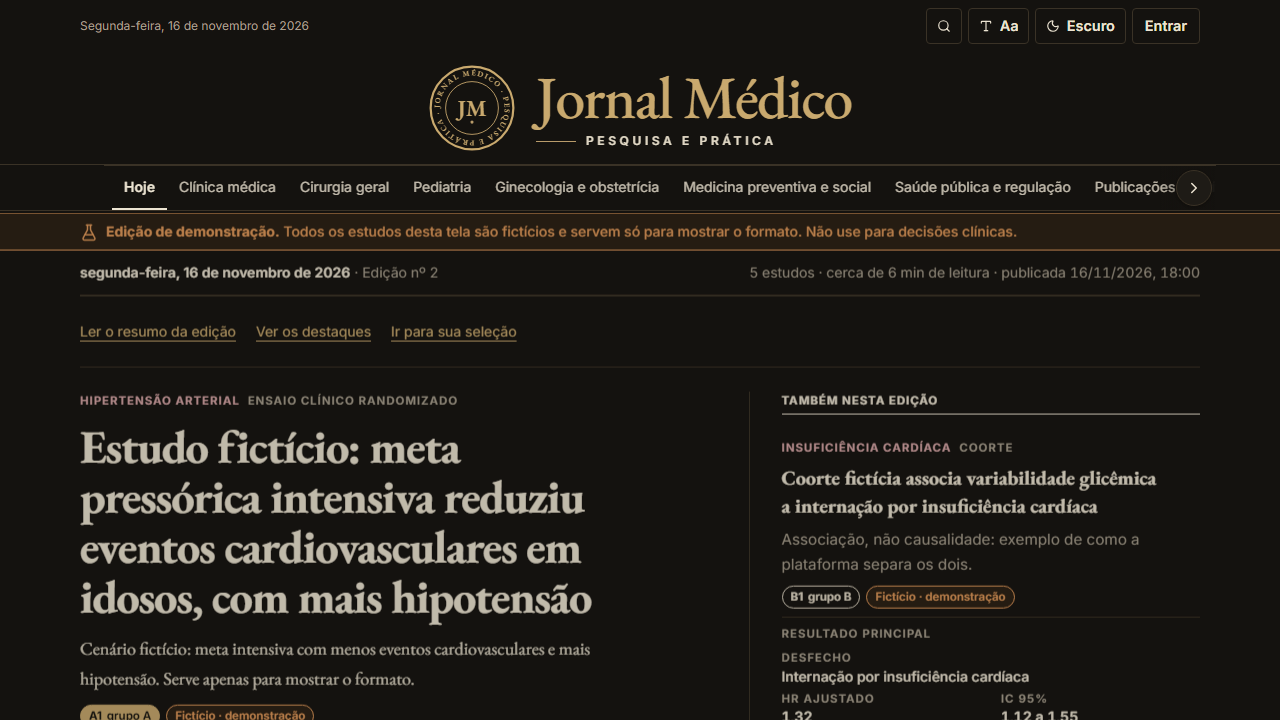 Segunda-feira, 16 de novembro de 2026
Aa
Escuro
Entrar
JORNAL MÉDICO · PESQUISA E PRÁTICA ·
JM
Jornal Médico
PESQUISA E PRÁTICA
Hoje
Clínica médica
Cirurgia geral
Pediatria
Ginecologia e obstetrícia
Medicina preventiva e social
Saúde pública e regulação
Publicações
Edição de demonstração. Todos os estudos desta tela são fictícios e servem só para mostrar o formato. Não use para decisões clínicas.
segunda-feira, 16 de novembro de 2026 · Edição nº 2
5 estudos · cerca de 6 min de leitura · publicada 16/11/2026, 18:00
Ler o resumo da edição
Ver os destaques
Ir para sua seleção
HIPERTENSÃO ARTERIAL ENSAIO CLÍNICO RANDOMIZADO
Estudo fictício: meta
pressórica intensiva reduziu
eventos cardiovasculares em
idosos, com mais hipotensão
Cenário fictício: meta intensiva com menos eventos cardiovasculares e mais
hipotensão. Serve apenas para mostrar o formato.
A1 grupo A
Fictício · demonstração
TAMBÉM NESTA EDIÇÃO
INSUFICIÊNCIA CARDÍACA COORTE
Coorte fictícia associa variabilidade glicêmica
a internação por insuficiência cardíaca
Associação, não causalidade: exemplo de como a
plataforma separa os dois.
B1 grupo B
Fictício · demonstração
RESULTADO PRINCIPAL
DESFECHO
Internação por insuficiência cardíaca
HR AJUSTADO
IC 95%
1,32
1,12 a 1,55